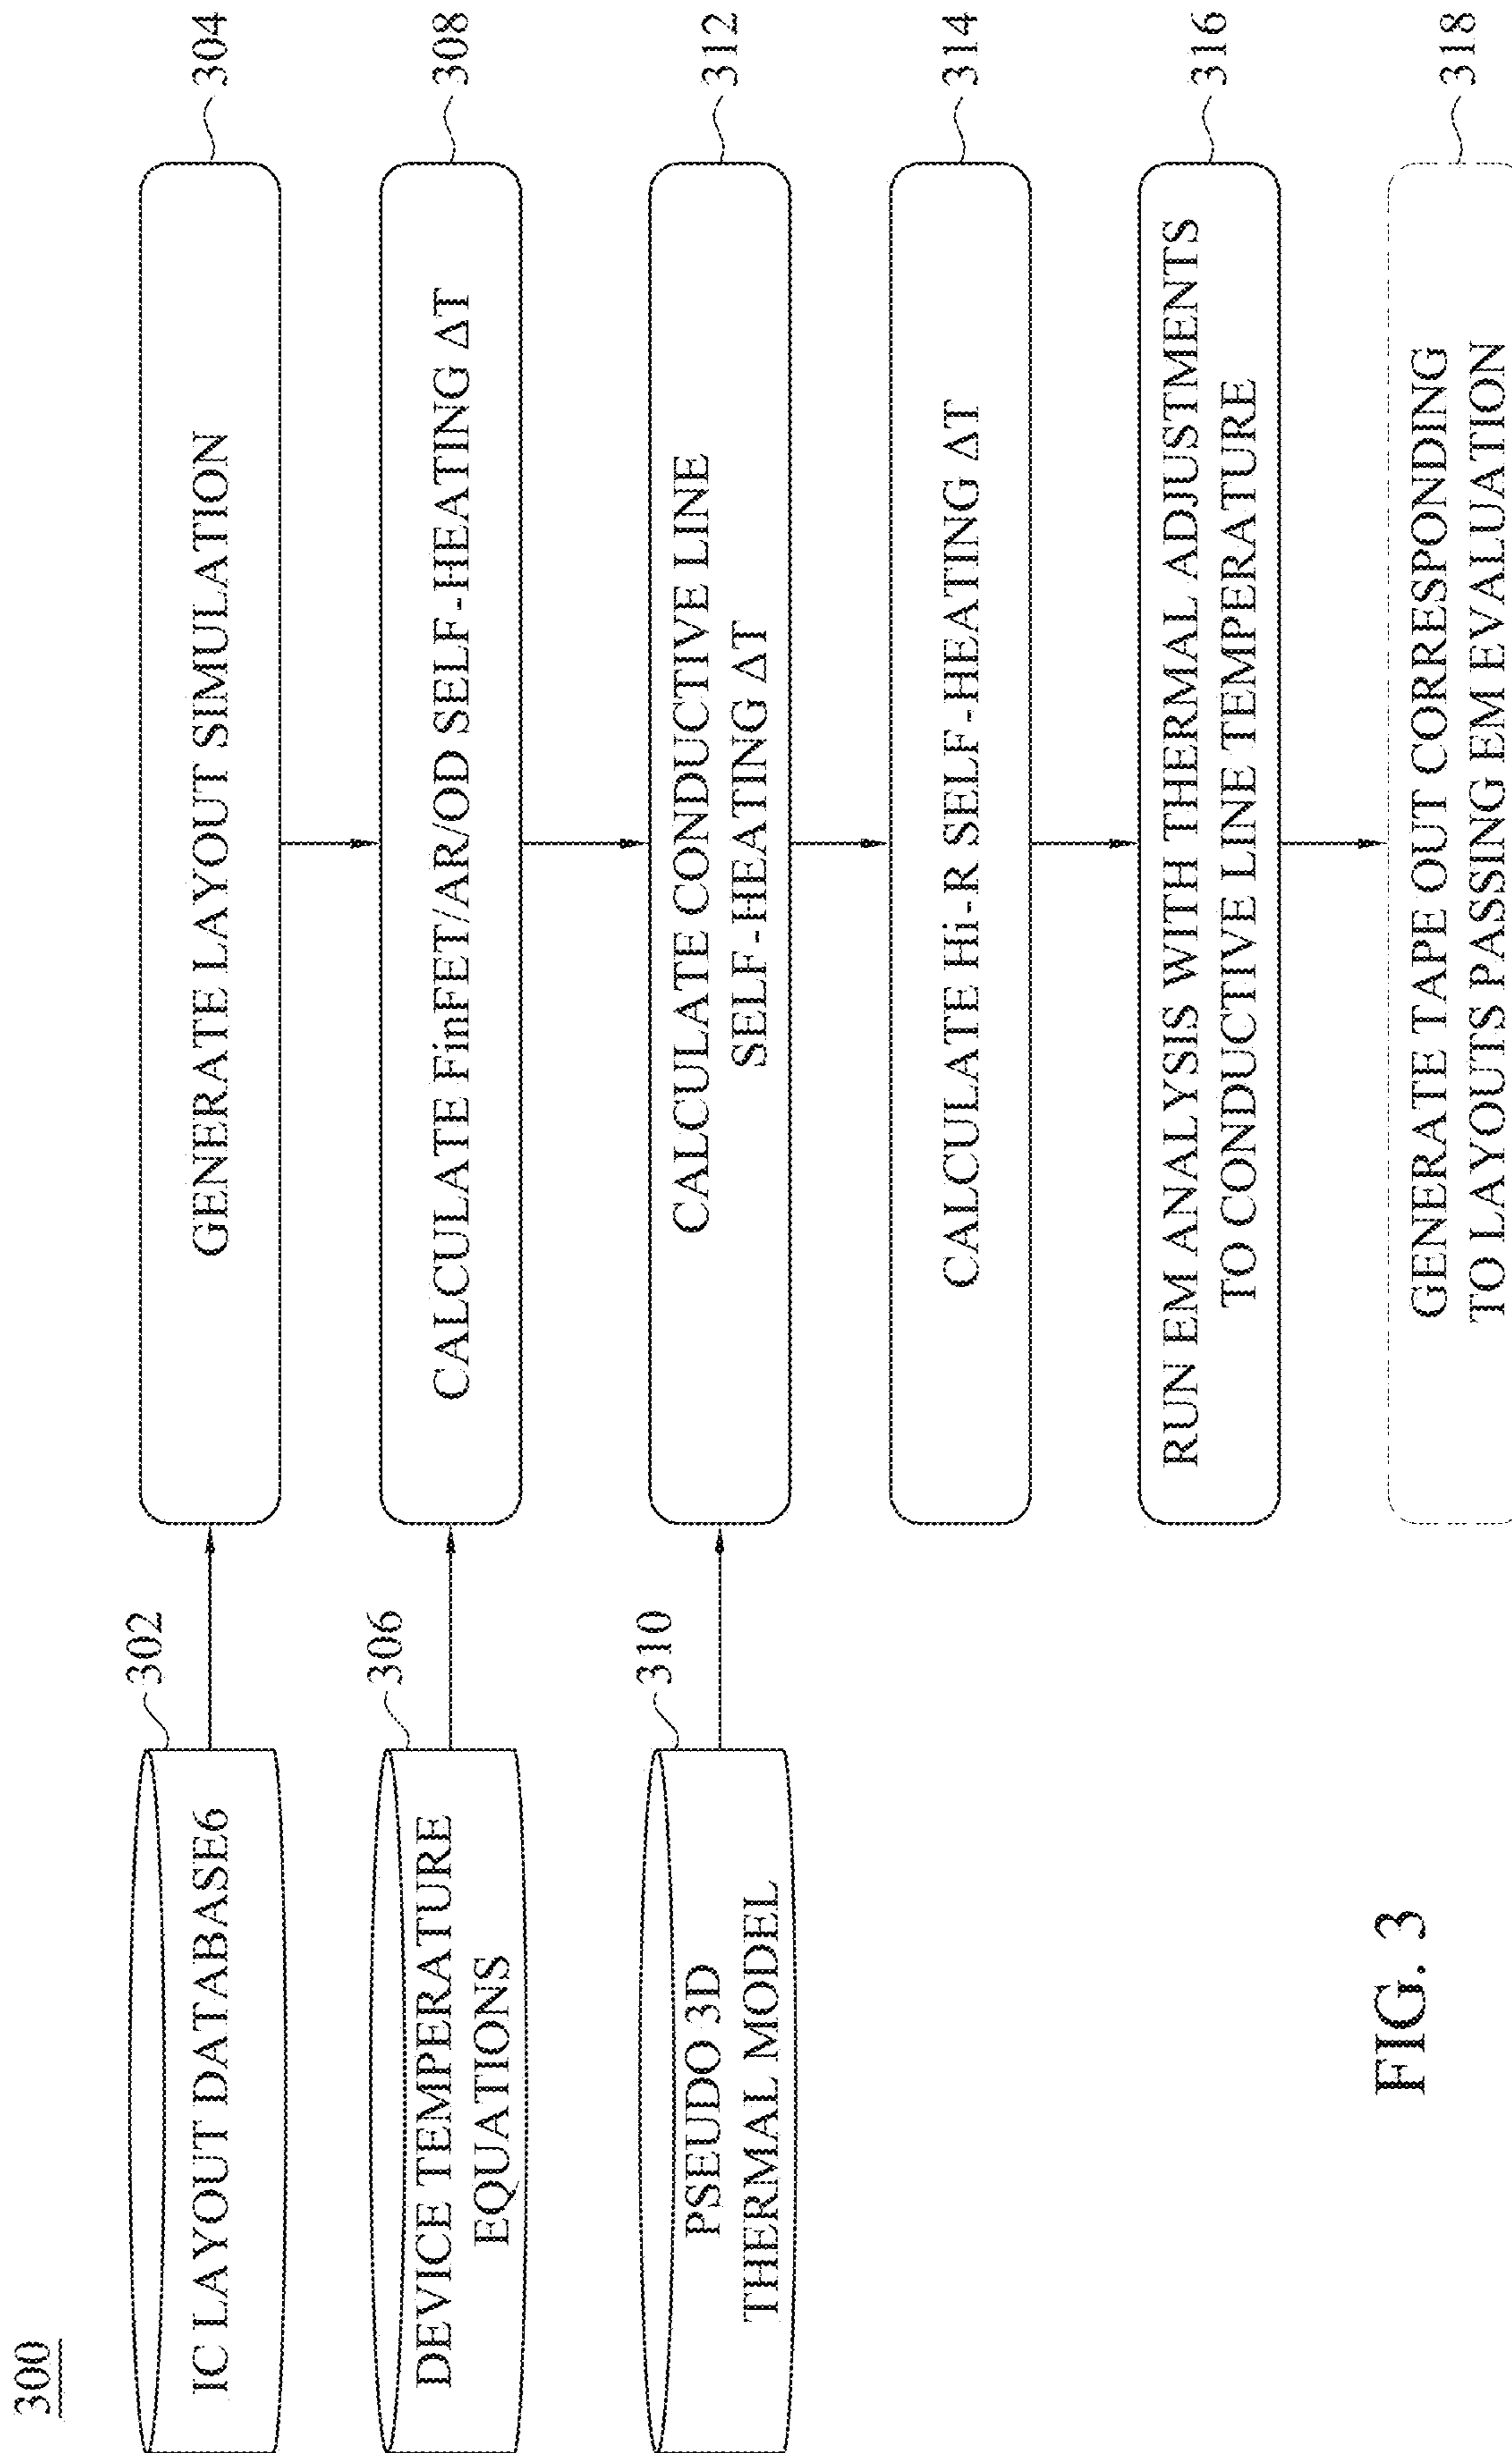 300
302
IC LAYOUT DATABASE6
GENERATE LAYOUT SIMULATION
304
306
DEVICE TEMPERATURE
EQUATIONS
CALCULATE FinFET/AR/OD SELF-HEATING ΔT
308
310
PSEUDO 3D
THERMAL MODEL
CALCULATE CONDUCTIVE LINE
SELF-HEATING ΔT
312
CALCULATE Hi-R SELF-HEATING ΔT
314
RUN EM ANALYSIS WITH THERMAL ADJUSTMENTS
TO CONDUCTIVE LINE TEMPERATURE
316
GENERATE TAPE OUT CORRESPONDING
TO LAYOUTS PASSING EM EVALUATION
318
FIG. 3